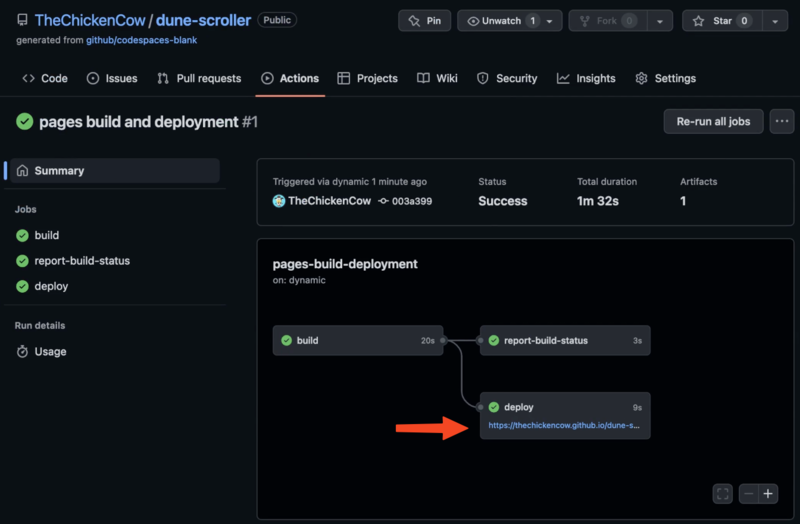 TheChickenCow / dune-scroller Public
generated from github/codespaces-blank
Pin
Unwatch 1
Fork 0
Star 0
Code
Issues
Pull requests
Actions
Projects
Wiki
Security
Insights
Settings
pages build and deployment #1
Re-run all jobs
Summary
Jobs
build
report-build-status
deploy
Run details
Usage
Triggered via dynamic 1 minute ago
TheChickenCow 003a399
Status
Success
Total duration
1m 32s
Artifacts
1
pages-build-deployment
on: dynamic
build 20s
report-build-status 3s
deploy 9s
https://thechickencow.github.io/dune-s...